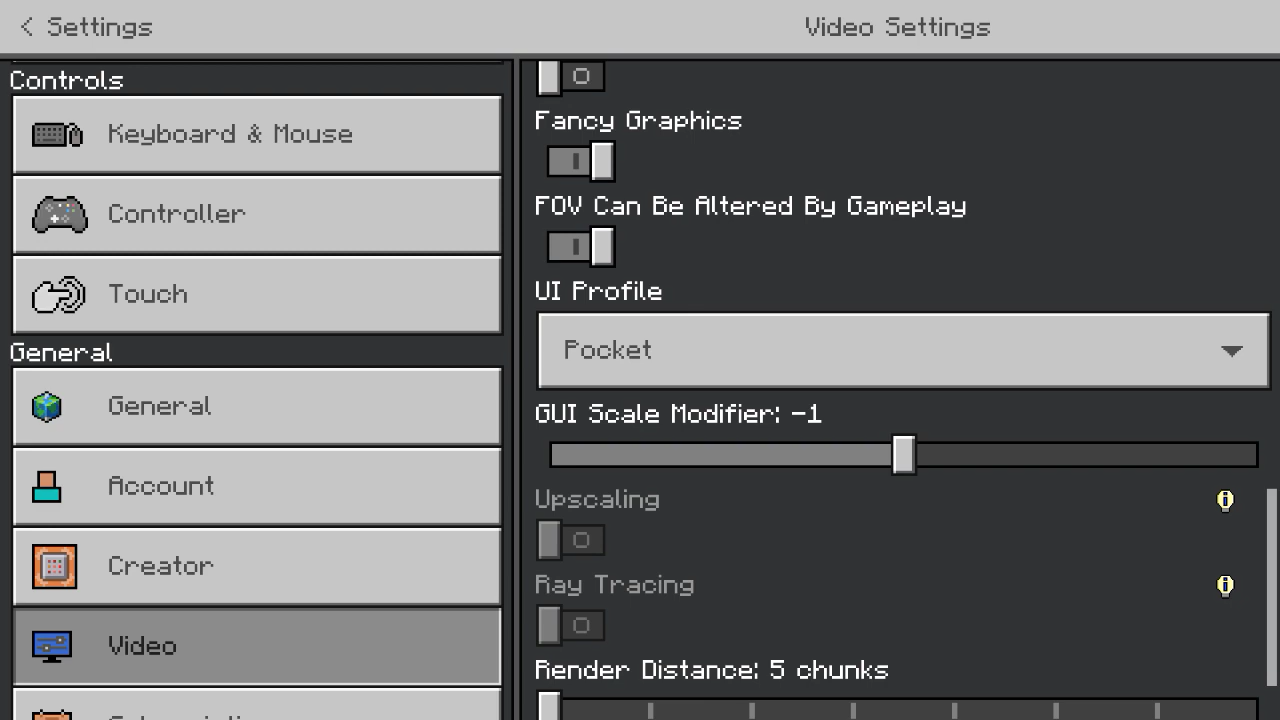 Settings
Video Settings
Controls
Keyboard & Mouse
Controller
Touch
General
General
Account
Creator
Video
Fancy Graphics
FOV Can Be Altered By Gameplay
UI Profile
Pocket
GUI Scale Modifier: -1
Upscaling
Ray Tracing
Render Distance: 5 chunks